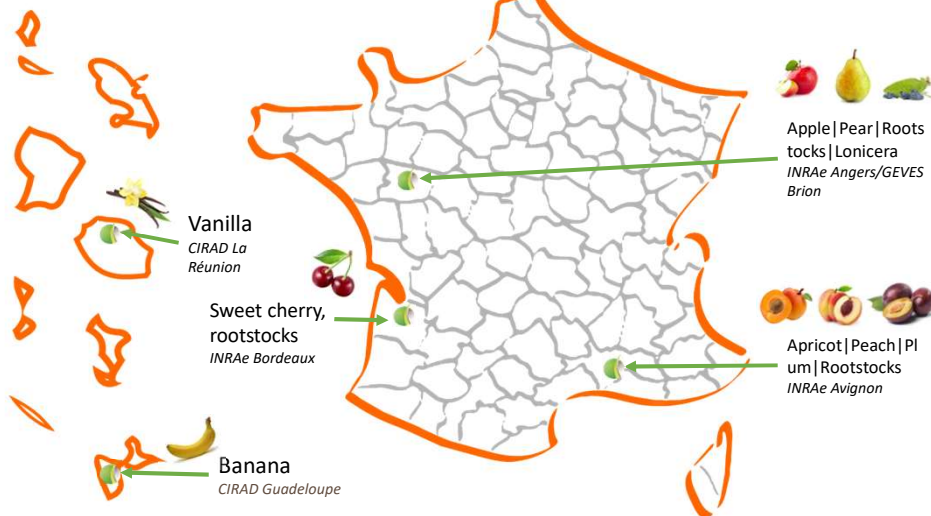 Apple|Pear|Roots
tocks|Lonicera
INRAe Angers/GEVES
Brion
Vanilla
CIRAD La
Réunion
Sweet cherry,
rootstocks
INRAe Bordeaux
Apricot|Peach|Pl
um|Rootstocks
INRAe Avignon
Banana
CIRAD Guadeloupe